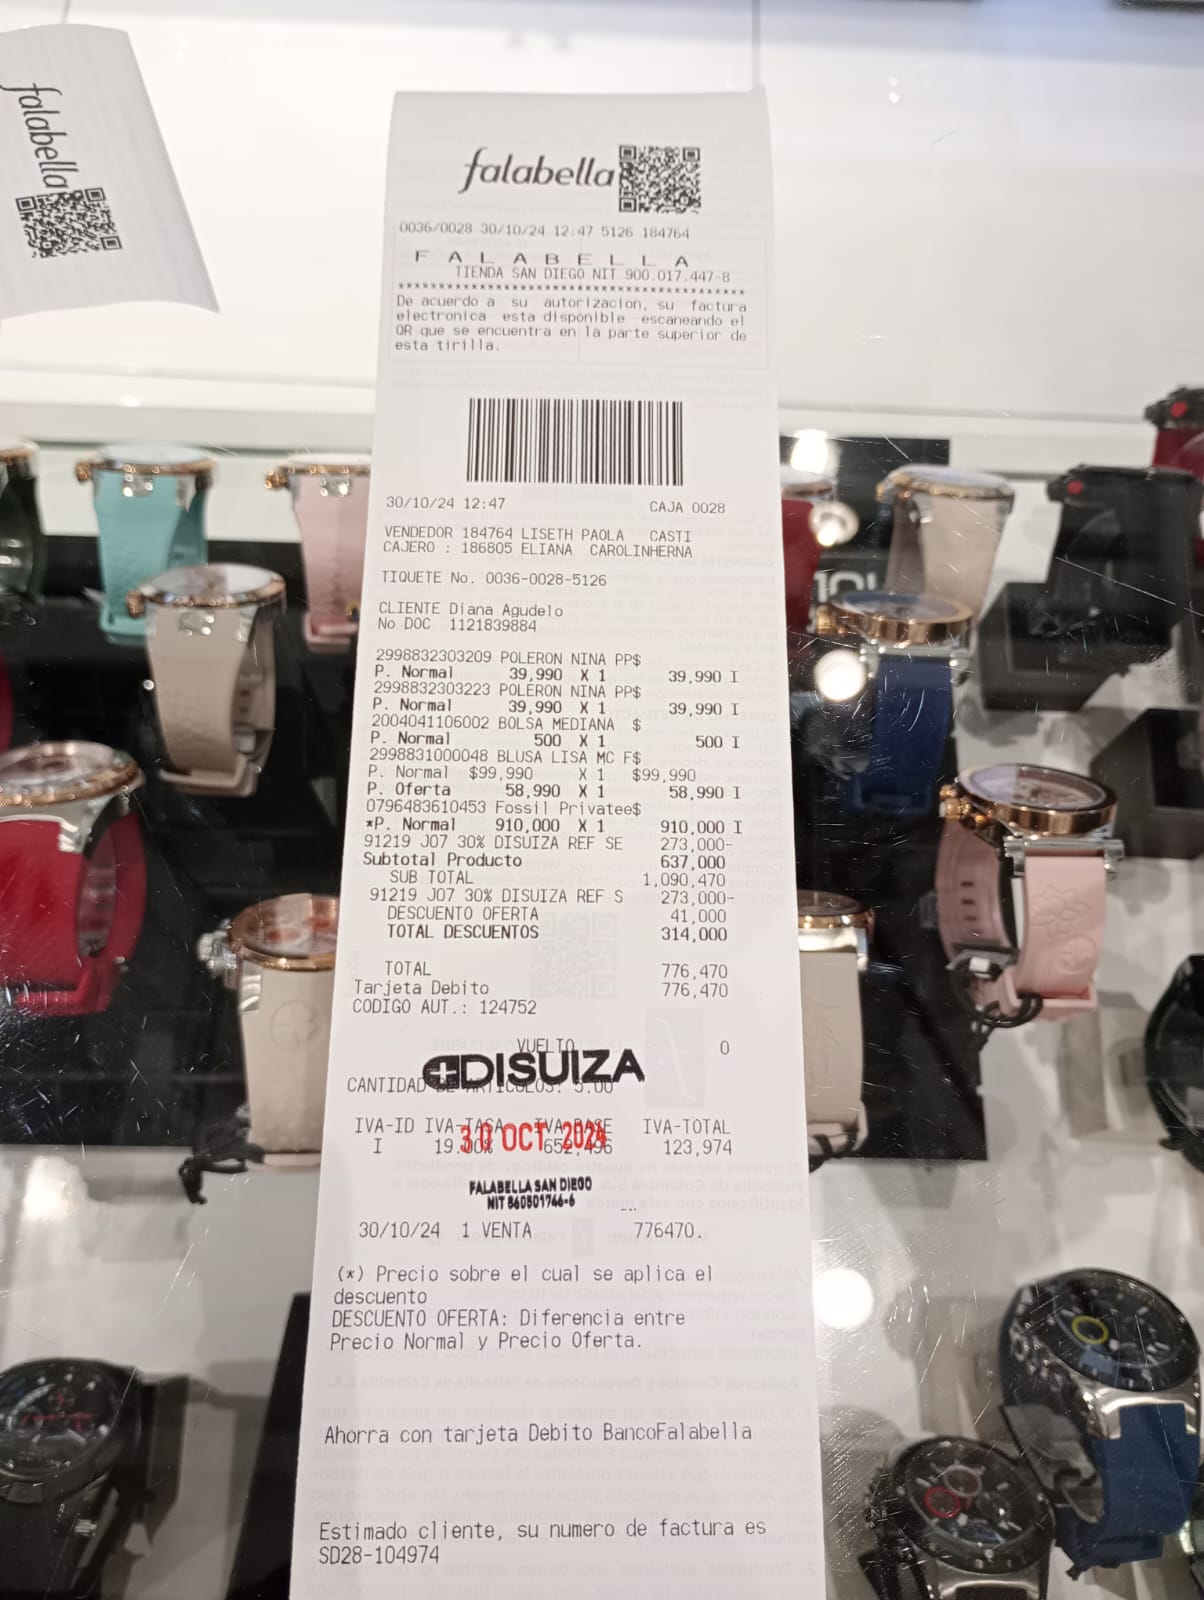 falabella
falabella
0036/0028 30/10/24 12:47 5126 184764
F A L A B E L L A
TIENDA SAN DIEGO NIT 900.017.447-8
******************************************
De acuerdo a su autorizacion, su factura
electronica esta disponible escaneando el
QR que se encuentra en la parte superior de
esta tirilla.
30/10/24 12:47 CAJA 0028
VENDEDOR 184764 LISETH PAOLA CASTI
CAJERO : 186805 ELIANA CAROLINHERNA
TIQUETE No. 0036-0028-5126
CLIENTE Diana Agudelo
No DOC 1121839884
2998832303209 POLERON NINA PP$
P. Normal 39,990 X 1 39,990 I
2998832303223 POLERON NINA PP$
P. Normal 39,990 X 1 39,990 I
2004041106002 BOLSA MEDIANA $
P. Normal 500 X 1 500 I
2998831000048 BLUSA LISA MC F$
P. Normal $99,990 X 1 $99,990
P. Oferta 58,990 X 1 58,990 I
0796483610453 Fossil Privatee$
*P. Normal 910,000 X 1 910,000 I
91219 J07 30% DISUIZA REF SE 273,000-
Subtotal Producto 637,000
SUB TOTAL 1,090,470
91219 J07 30% DISUIZA REF S 273,000-
DESCUENTO OFERTA 41,000
TOTAL DESCUENTOS 314,000
TOTAL 776,470
Tarjeta Debito 776,470
CODIGO AUT.: 124752
VUELTO 0
DISUIZA
CANTIDAD DE ARTICULOS: 5.00
IVA-ID IVA-TASA IVA-BASE IVA-TOTAL
I 19.00% 652,496 123,974
30 OCT. 2024
FALABELLA SAN DIEGO
NIT 860801746-6
30/10/24 1 VENTA 776470.
(*) Precio sobre el cual se aplica el
descuento
DESCUENTO OFERTA: Diferencia entre
Precio Normal y Precio Oferta.
Ahorra con tarjeta Debito BancoFalabella
Estimado cliente, su numero de factura es
SD28-104974